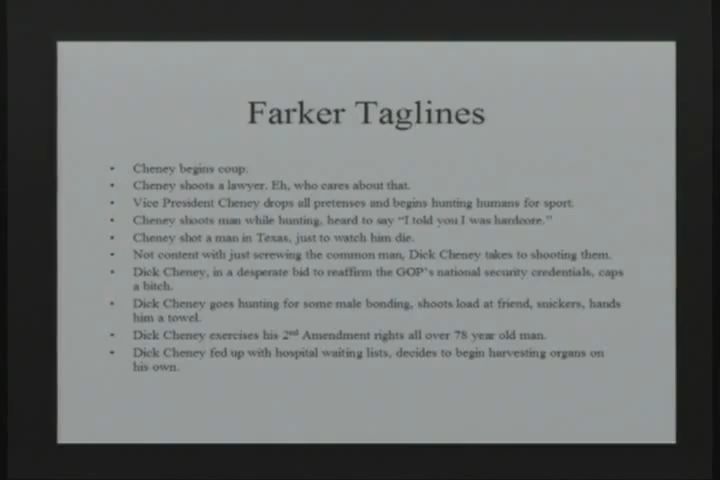 Farker Taglines
• Cheney begins coup.
• Cheney shoots a lawyer. Eh, who cares about that.
• Vice President Cheney drops all pretenses and begins hunting humans for sport.
• Cheney shoots man while hunting, heard to say “I told you I was hardcore.”
• Cheney shot a man in Texas, just to watch him die.
• Not content with just screwing the common man, Dick Cheney takes to shooting them.
• Dick Cheney, in a desperate bid to reaffirm the GOP’s national security credentials, caps
a bitch.
• Dick Cheney goes hunting for some male bonding, shoots load at friend, snickers, hands
him a towel.
• Dick Cheney exercises his 2nd Amendment rights all over 78 year old man.
• Dick Cheney fed up with hospital waiting lists, decides to begin harvesting organs on
his own.